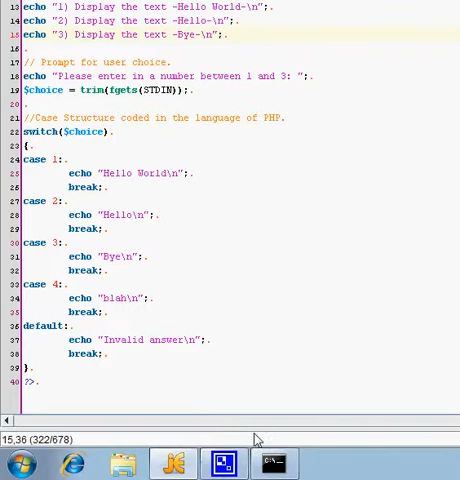 13 echo "1) Display the text -Hello World-\n";.
14 echo "2) Display the text -Hello-\n";.
15 echo "3) Display the text -Bye-\n";.
16 .
17 // Prompt for user choice.
18 echo "Please enter in a number between 1 and 3: ";.
19 $choice = trim(fgets(STDIN));.
20 .
21 //Case Structure coded in the language of PHP.
22 switch($choice).
23 {.
24 case 1:.
25 echo "Hello World\n";.
26 break;.
27 case 2:.
28 echo "Hello\n";.
29 break;.
30 case 3:.
31 echo "Bye\n";.
32 break;.
33 case 4:.
34 echo "blah\n";.
35 break;.
36 default:.
37 echo "Invalid answer\n";.
38 break;.
39 }.
40 ?>.
15,36 (322/678)
JE
C:\_